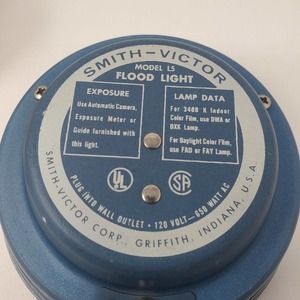 SMITH-VICTOR
MODEL L5
FLOOD LIGHT
EXPOSURE
Use Automatic Camera,
Exposure Meter or
Guide furnished with
this light.
LAMP DATA
For 3400 K Indoor
Color Film, use DWA or
DXK Lamp.
For Daylight Color Film,
use FAD or FAY Lamp.
UL
SA
PLUG INTO WALL OUTLET • 120 VOLT—650 WATT AC
SMITH-VICTOR CORP., GRIFFITH, INDIANA, U.S.A.